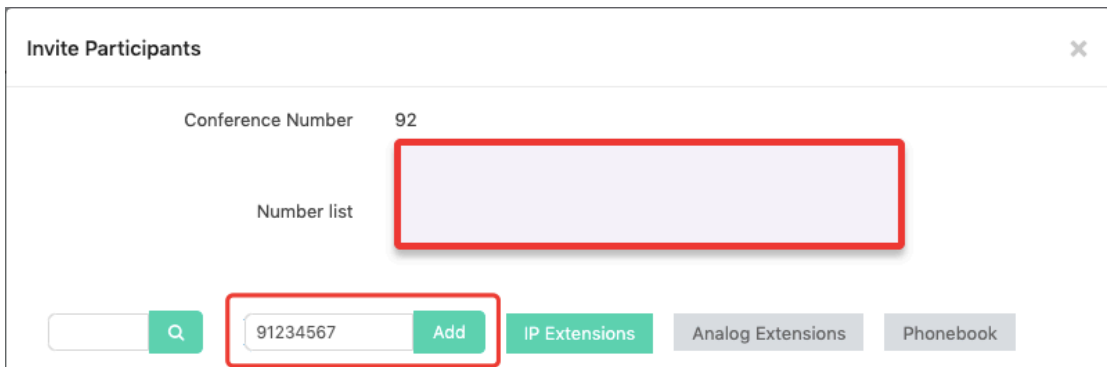 Invite Participants
Conference Number 92
Number list
91234567 Add IP Extensions Analog Extensions Phonebook